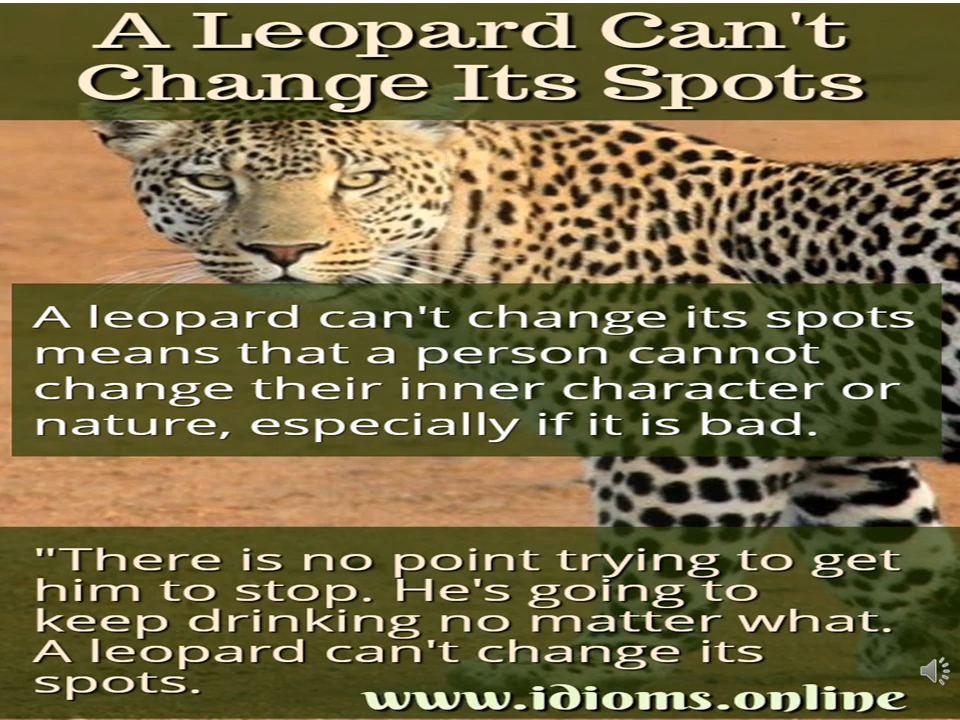 A Leopard Can't
Change Its Spots
A leopard can't change its spots
means that a person cannot
change their inner character or
nature, especially if it is bad.
"There is no point trying to get
him to stop. He's going to
keep drinking no matter what.
A leopard can't change its
spots.
www.idioms.online